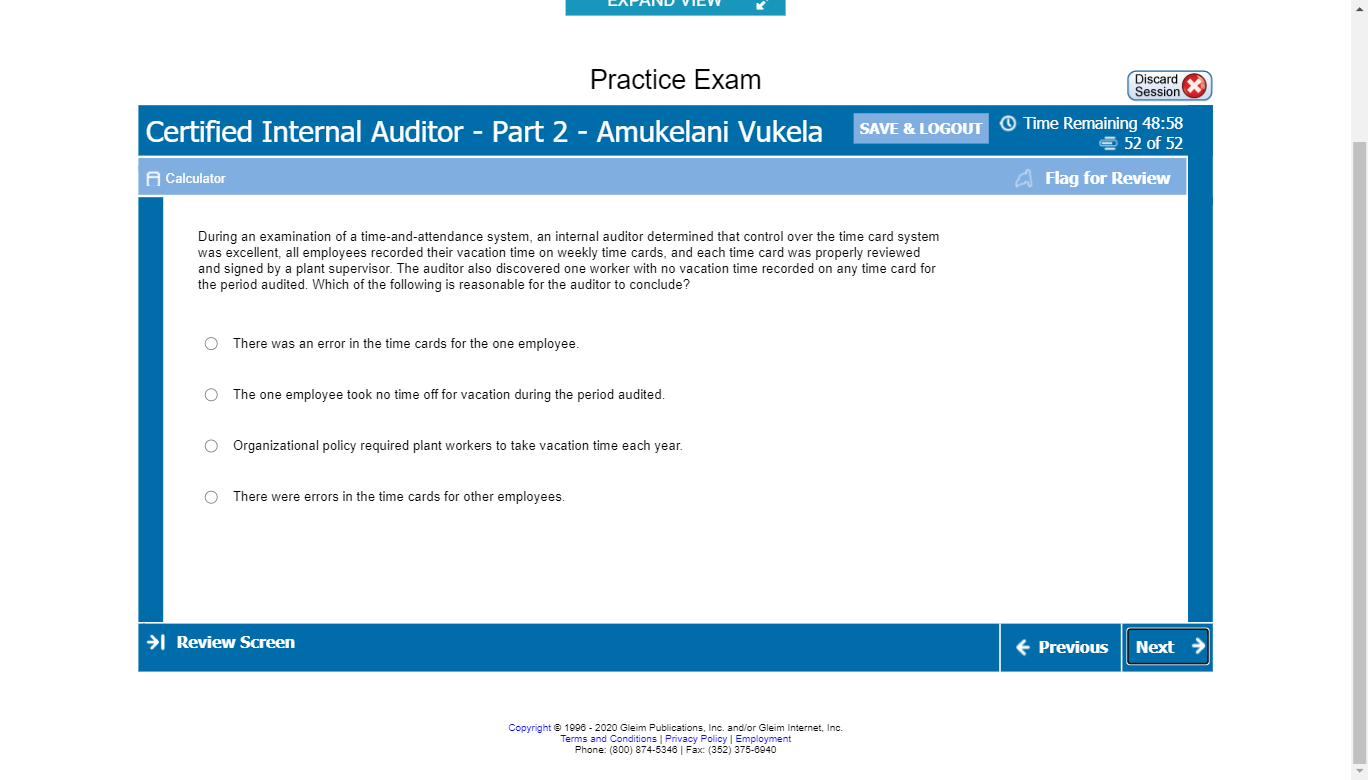 EXPAND VIEW
Practice Exam
Discard
Session
Certified Internal Auditor - Part 2 - Amukelani Vukela
SAVE & LOGOUT
Time Remaining 48:58
52 of 52
Calculator
Flag for Review
During an examination of a time-and-attendance system, an internal auditor determined that control over the time card system
was excellent, all employees recorded their vacation time on weekly time cards, and each time card was properly reviewed
and signed by a plant supervisor. The auditor also discovered one worker with no vacation time recorded on any time card for
the period audited. Which of the following is reasonable for the auditor to conclude?
There was an error in the time cards for the one employee.
The one employee took no time off for vacation during the period audited.
Organizational policy required plant workers to take vacation time each year.
There were errors in the time cards for other employees.
Review Screen
Previous
Next
Copyright © 1996 - 2020 Gleim Publications, Inc. and/or Gleim Internet, Inc.
Terms and Conditions | Privacy Policy | Employment
Phone: (800) 874-5346 | Fax: (352) 375-6940